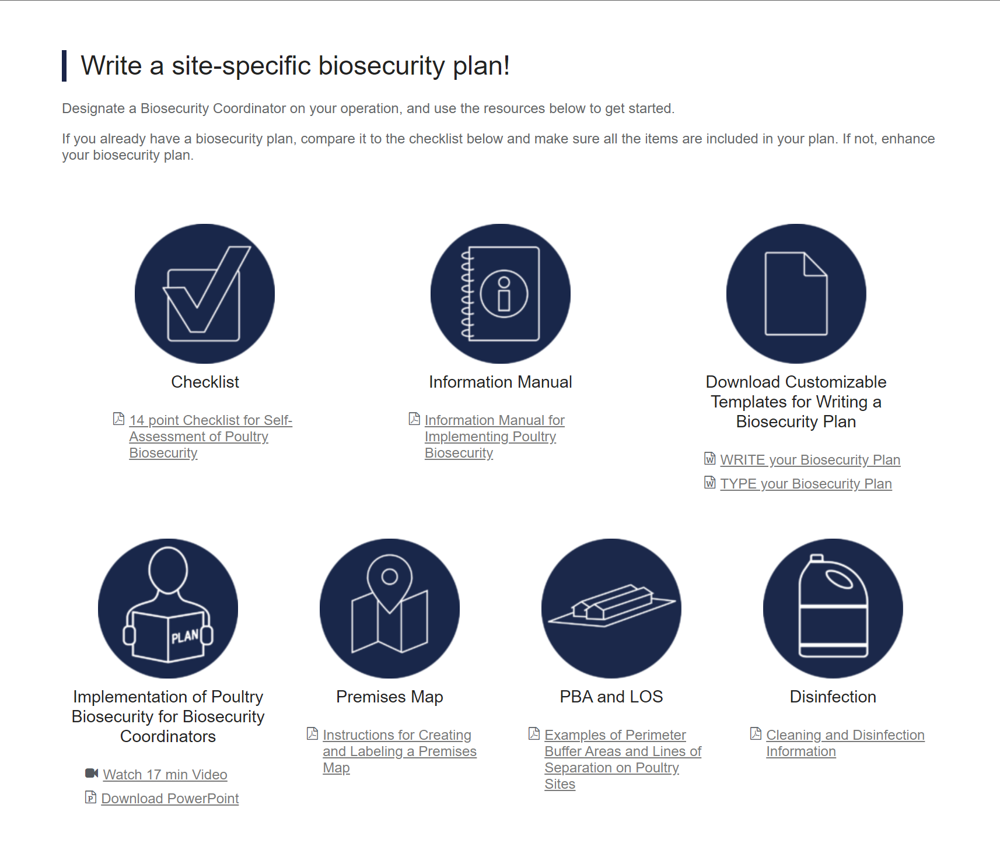 Write a site-specific biosecurity plan!
Designate a Biosecurity Coordinator on your operation, and use the resources below to get started.
If you already have a biosecurity plan, compare it to the checklist below and make sure all the items are included in your plan. If not, enhance
your biosecurity plan.
Checklist
14 point Checklist for Self-
Assessment of Poultry
Biosecurity
Information Manual
Information Manual for
Implementing Poultry
Biosecurity
Download Customizable
Templates for Writing a
Biosecurity Plan
WRITE your Biosecurity Plan
TYPE your Biosecurity Plan
PLAN
Implementation of Poultry
Biosecurity for Biosecurity
Coordinators
Watch 17 min Video
Download PowerPoint
Premises Map
Instructions for Creating
and Labeling a Premises
Map
PBA and LOS
Examples of Perimeter
Buffer Areas and Lines of
Separation on Poultry
Sites
Disinfection
Cleaning and Disinfection
Information